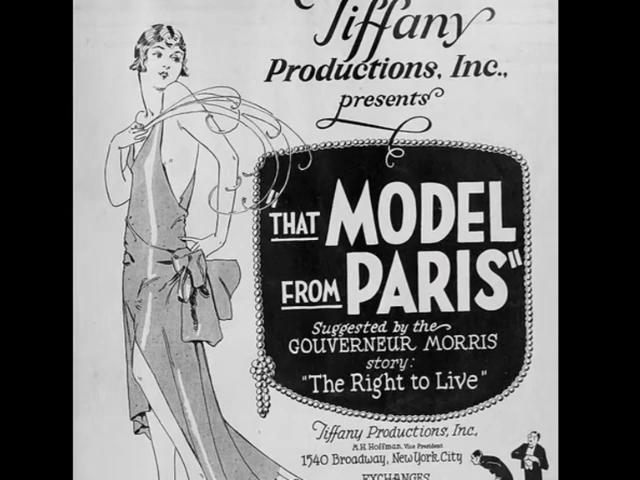 Tiffany
Productions, Inc.,
presents
"THAT MODEL
FROM PARIS"
Suggested by the
GOUVERNEUR MORRIS
story:
"The Right to Live"
Tiffany Productions, Inc.
M.H. Hoffman, Vice President
1540 Broadway, New York City
EXCHANGES